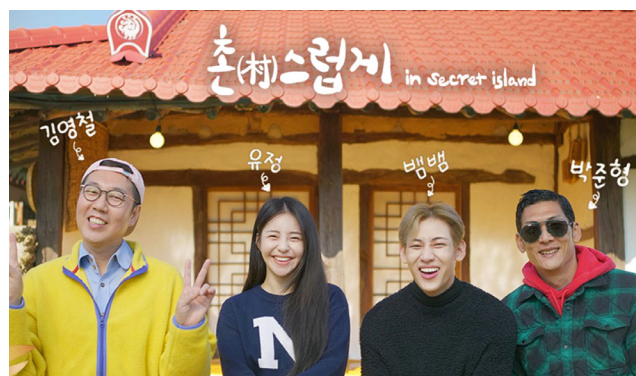 촌(村)스럽게 in secret island
김영철
유정
뱀뱀
박준형
N